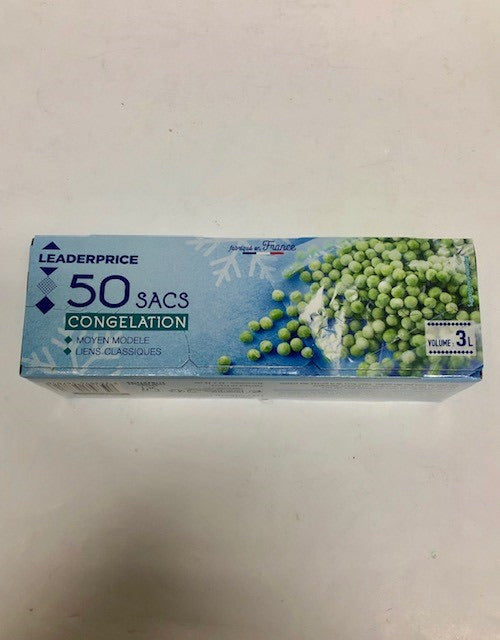 fabriqué en France
LEADERPRICE
50 SACS
CONGELATION
MOYEN MODELE
LIENS CLASSIQUES
VOLUME : 3L